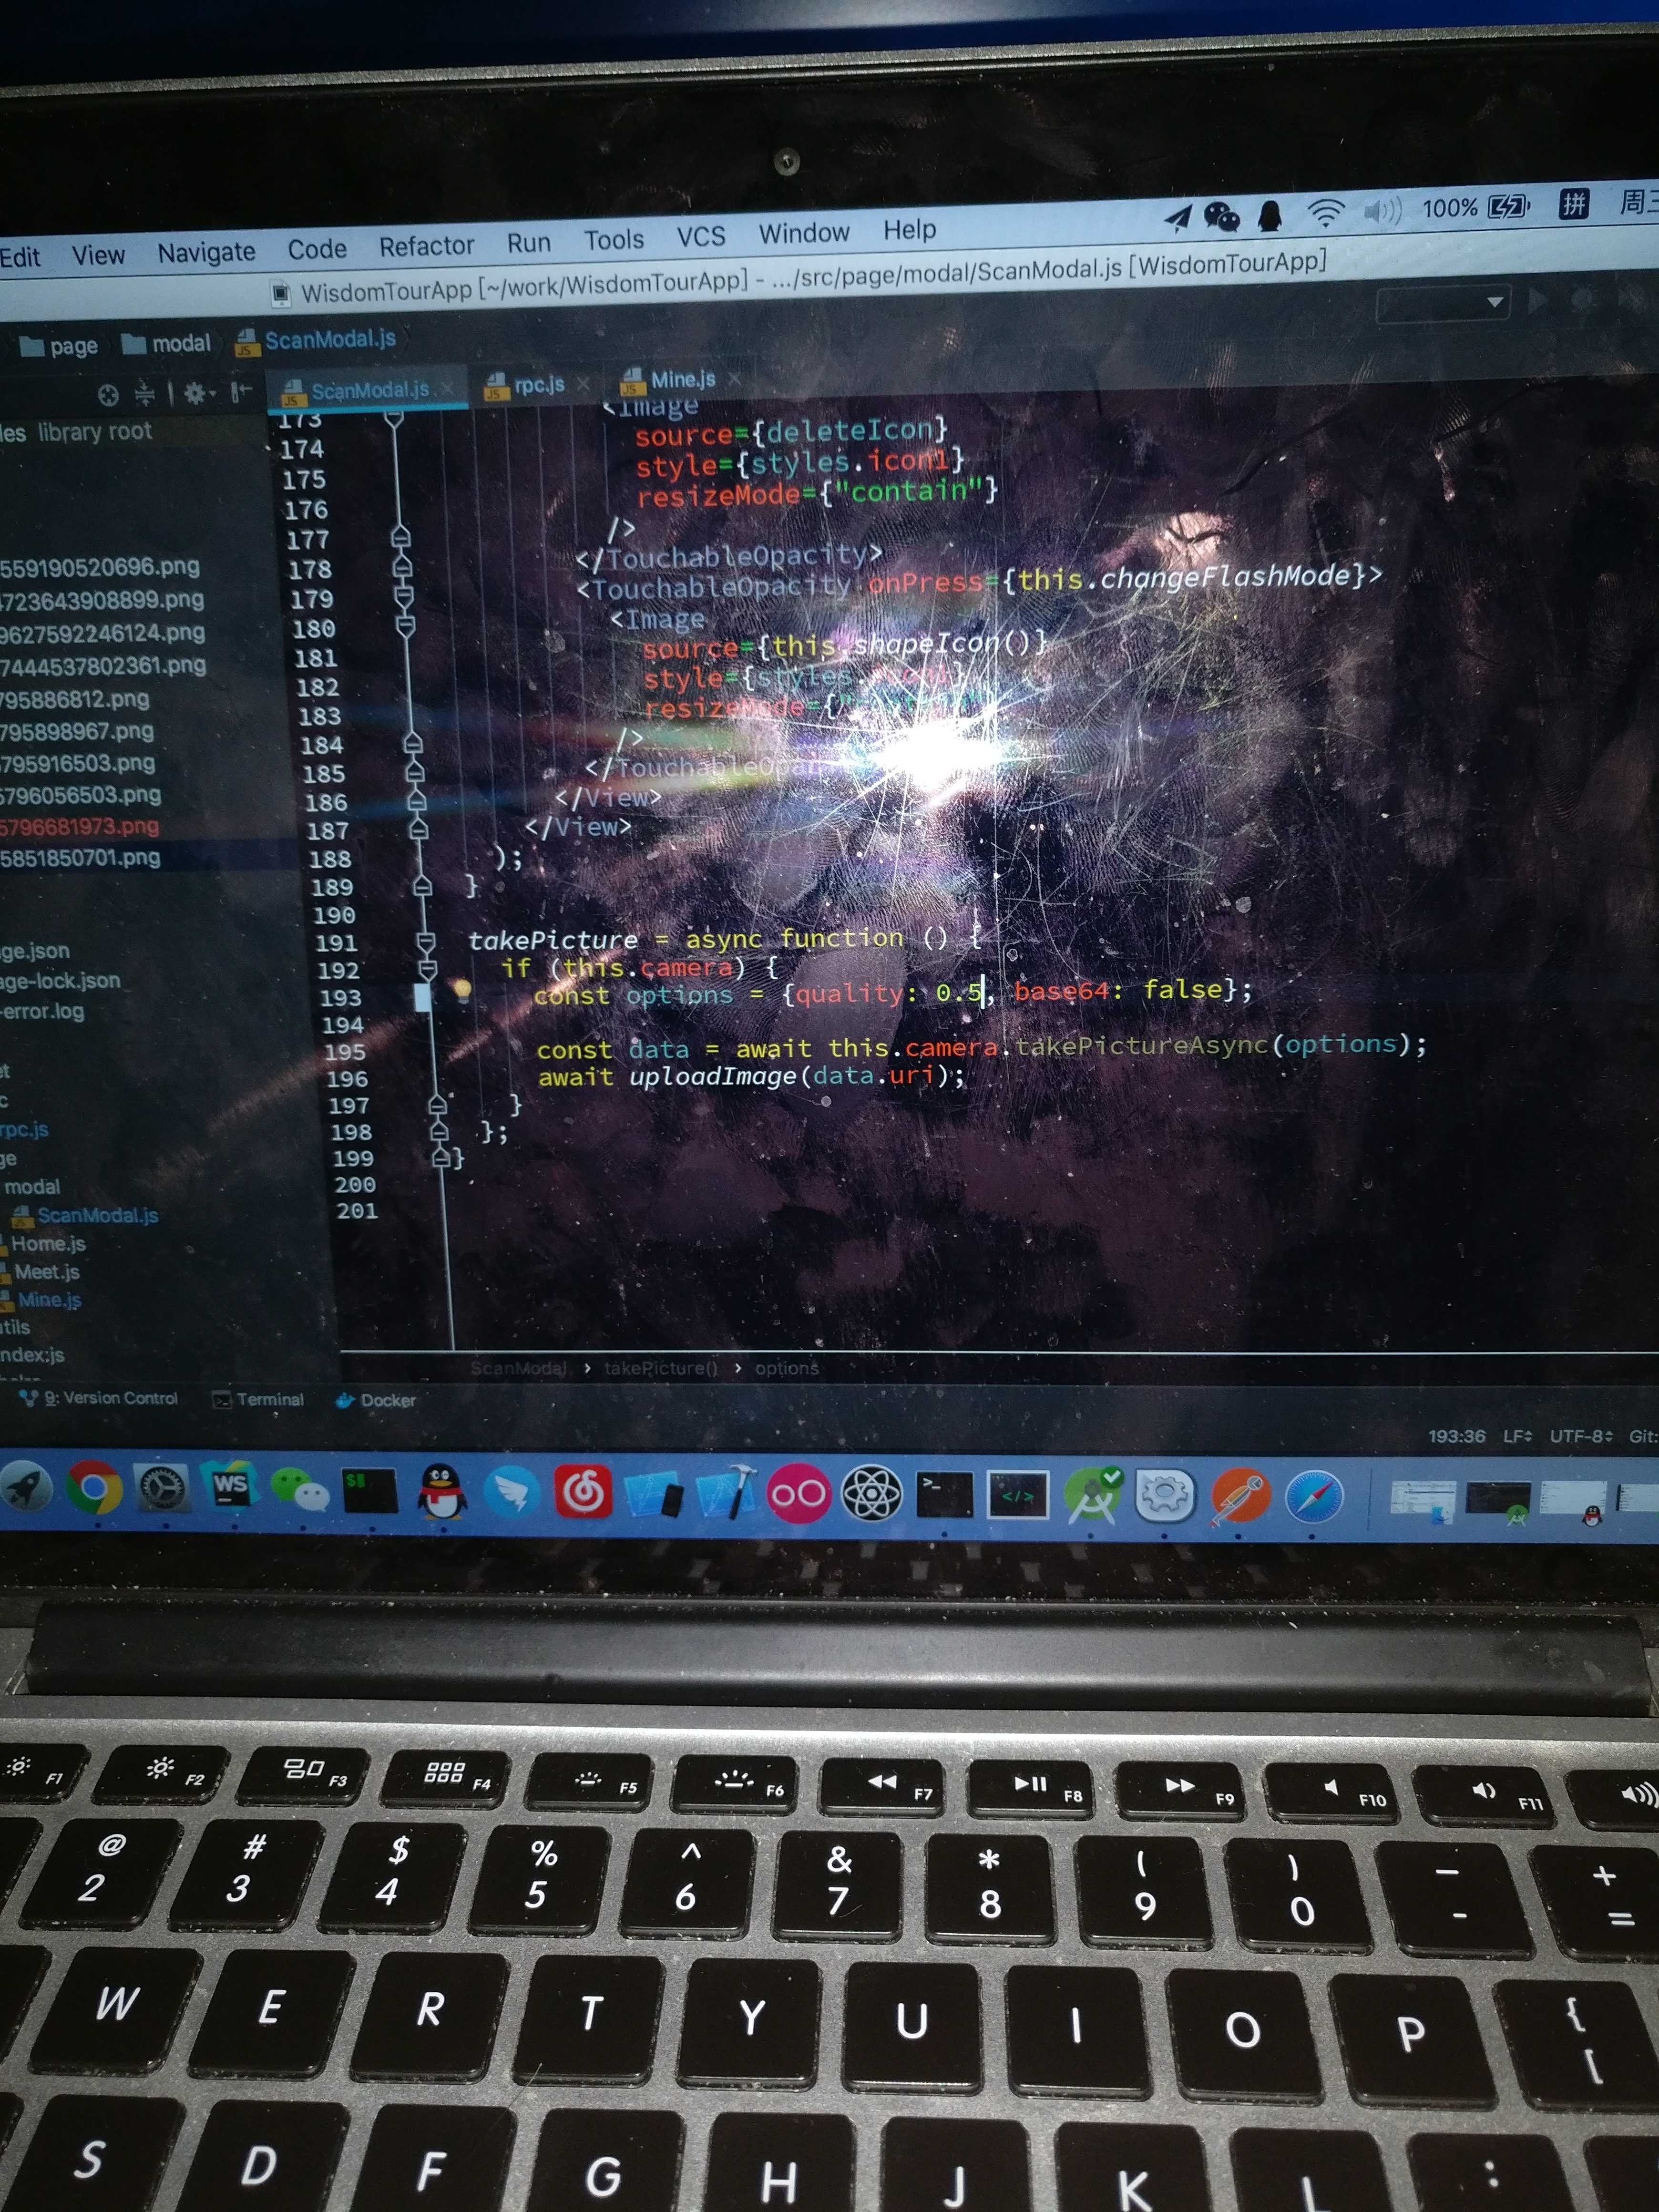 Edit View Navigate Code Refactor Run Tools VCS Window Help 100% 拼 周三
WisdomTourApp [~/work/WisdomTourApp] - .../src/page/modal/ScanModal.js [WisdomTourApp]
page modal ScanModal.js
ScanModal.js rpc.js Mine.js
les library root
559190520696.png
4723643908899.png
9627592246124.png
7444537802361.png
795886812.png
795898967.png
795916503.png
5796056503.png
5796681973.png
5851850701.png
ge.json
age-lock.json
-error.log
et
c
rpc.js
ge
modal
ScanModal.js
Home.js
Meet.js
Mine.js
utils
ndex.js
173 <Image
174 source={deleteIcon}
175 style={styles.icon1}
176 resizeMode={"contain"}
177 />
178 </TouchableOpacity>
179 <TouchableOpacity onPress={this.changeFlashMode}>
180 <Image
181 source={this.shapeIcon()}
182 style={styles
183
184 />
185
186 </View>
187 </View>
188 );
189 }
190
191 takePicture = async function () {
192 if (this.camera) {
193 const options = {quality: 0.5, base64: false};
194
195 const data = await this.camera.takePictureAsync(options);
196 await uploadImage(data.uri);
197 }
198 };
199 }
200
201
ScanModal › takePicture() › options
9: Version Control Terminal Docker
193:36 LF UTF-8 Git:
WS
F1 F2 F3 F4 F5 F6 F7 F8 F9 F10 F11
@ # $ % ^ & * ( ) — +
2 3 4 5 6 7 8 9 0 - =
W E R T Y U I O P { [
S D F G H J K L :